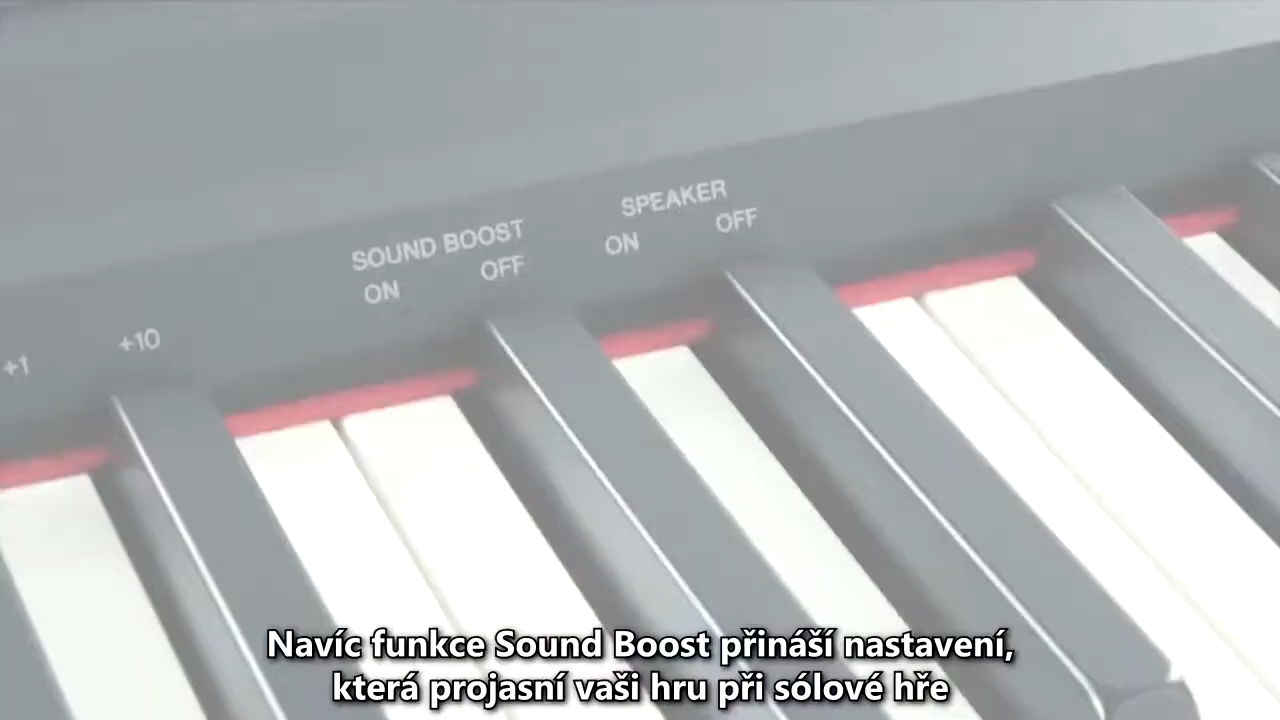 SOUND BOOST
ON OFF
SPEAKER
ON OFF
+1 +10
Navíc funkce Sound Boost přináší nastavení,
která projasní vaši hru při sólové hře